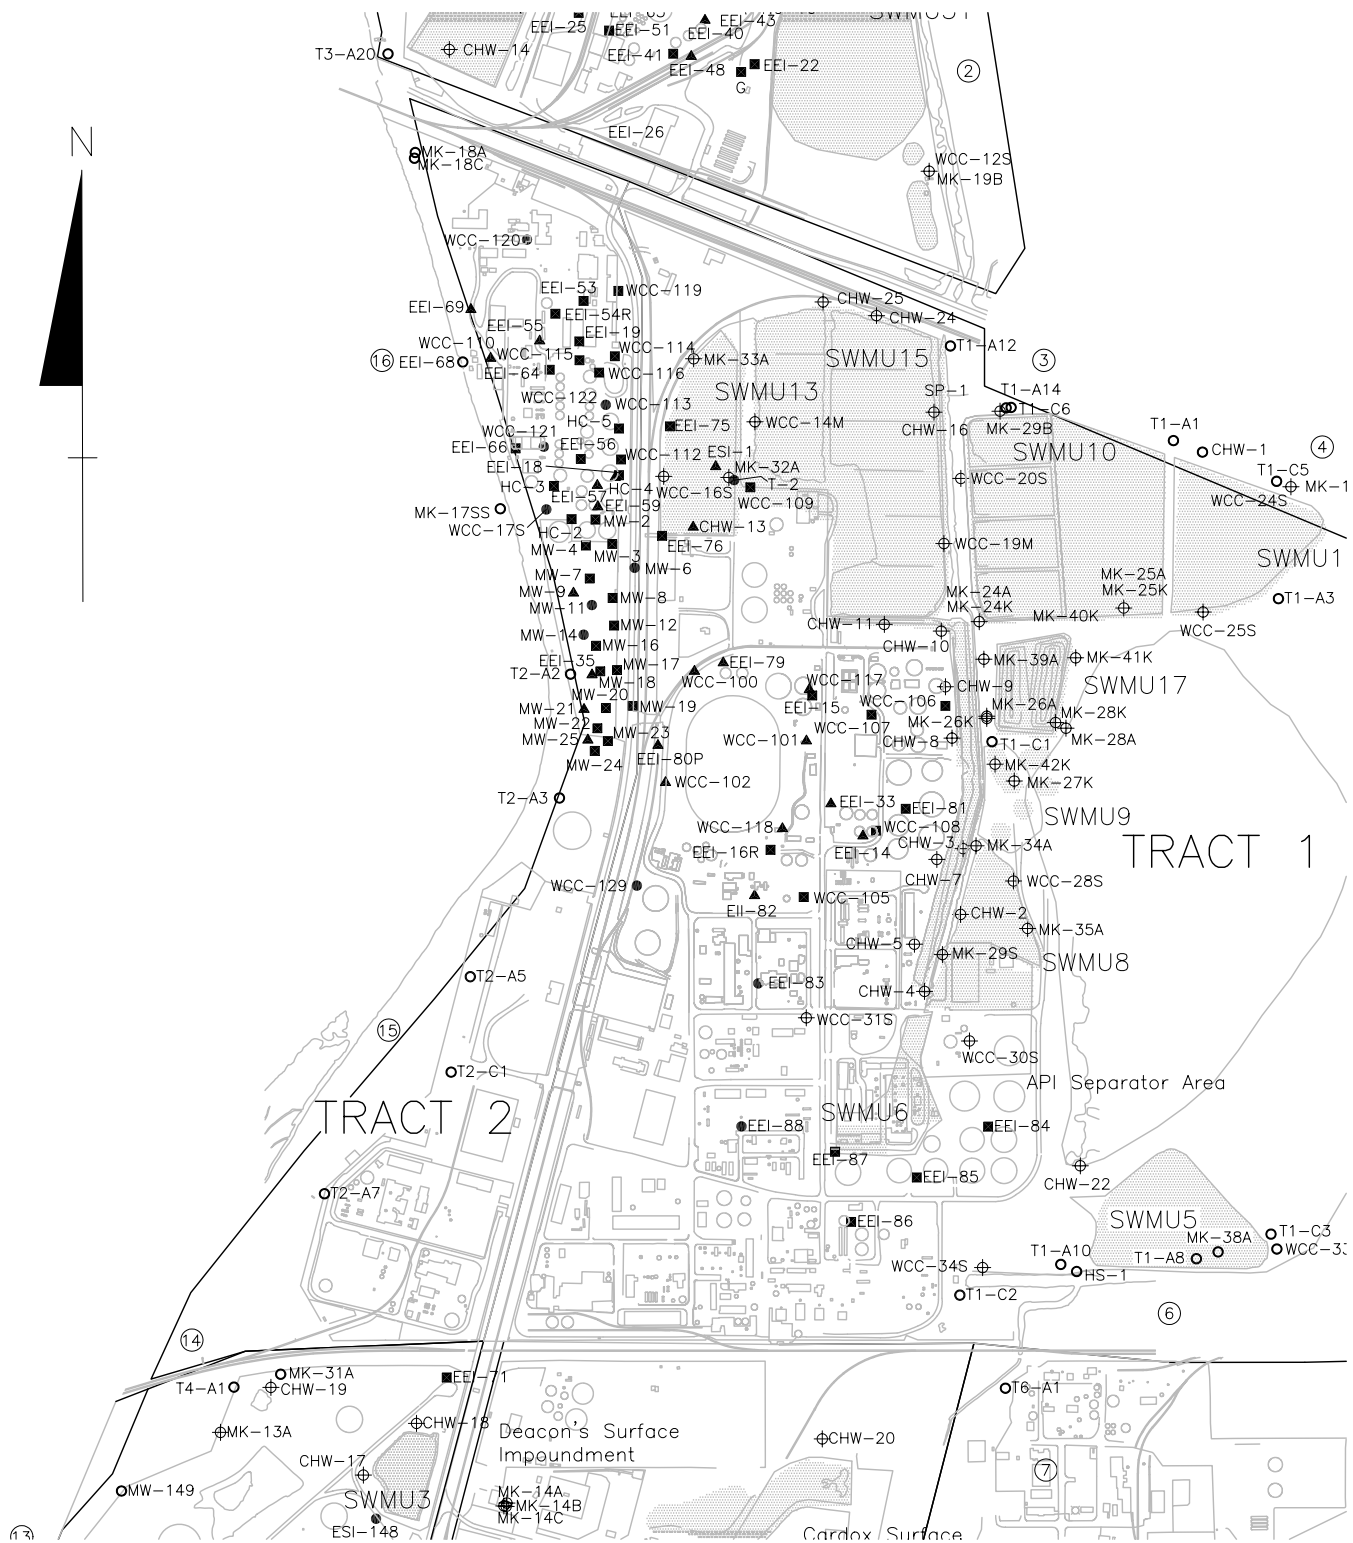 EEI-25
EEI-51
EEI-43
EEI-40
EEI-41
EEI-48
EEI-22
G
T3-A20
CHW-14
2
N
EEI-26
MK-18A
MK-18C
WCC-12S
MK-19B
WCC-120
EEI-53
WCC-119
CHW-25
EEI-69
EEI-54R
CHW-24
EEI-55
EEI-19
WCC-110
WCC-115
WCC-114
T1-A12
16
EEI-68
EEI-64
WCC-116
MK-33A
SWMU15
3
SWMU13
SP-1
T1-A14
WCC-122
WCC-113
T1-C6
HC-5
EEI-75
WCC-14M
CHW-16
MK-29B
WCC-121
T1-A1
EEI-66
EEI-56
WCC-112
ESI-1
SWMU10
CHW-1
4
EEI-18
MK-32A
T1-C5
HC-3
HC-4
WCC-16S
T-2
WCC-20S
MK-1
EEI-57
WCC-109
WCC-24S
MK-17SS
EEI-59
WCC-17S
HC-2
MW-2
CHW-13
MW-4
MW-3
EEI-76
WCC-19M
SWMU1
MW-7
MW-6
MK-25A
MW-9
MK-24A
MK-25K
MW-11
MW-8
MK-24K
MK-40K
T1-A3
MW-14
MW-12
CHW-11
WCC-25S
MW-16
CHW-10
EEI-35
MW-17
EEI-79
MK-39A
MK-41K
T2-A2
MW-18
WCC-100
WCC-117
CHW-9
SWMU17
MW-20
EEI-15
WCC-106
MK-26A
MW-21
MW-19
MK-26K
MK-28K
MW-22
MW-23
WCC-107
MW-25
WCC-101
CHW-8
T1-C1
MK-28A
MW-24
EEI-80P
MK-42K
WCC-102
MK-27K
T2-A3
EEI-33
EEI-81
SWMU9
WCC-118
WCC-108
EEI-16R
EEI-14
CHW-3
MK-34A
TRACT 1
CHW-7
WCC-129
WCC-28S
EII-82
WCC-105
CHW-2
MK-35A
CHW-5
MK-29S
SWMU8
T2-A5
EEI-83
CHW-4
15
WCC-31S
WCC-30S
T2-C1
API Separator Area
TRACT 2
SWMU6
EEI-88
EEI-84
EEI-87
EEI-85
CHW-22
T2-A7
EEI-86
SWMU5
T1-C3
MK-38A
WCC-33
T1-A10
T1-A8
WCC-34S
HS-1
T1-C2
6
14
MK-31A
EEI-71
T4-A1
CHW-19
T6-A1
MK-13A
CHW-18
Deacon's Surface
Impoundment
CHW-20
CHW-17
7
MW-149
SWMU3
MK-14A
MK-14B
MK-14C
13
ESI-148
Cardox Surface